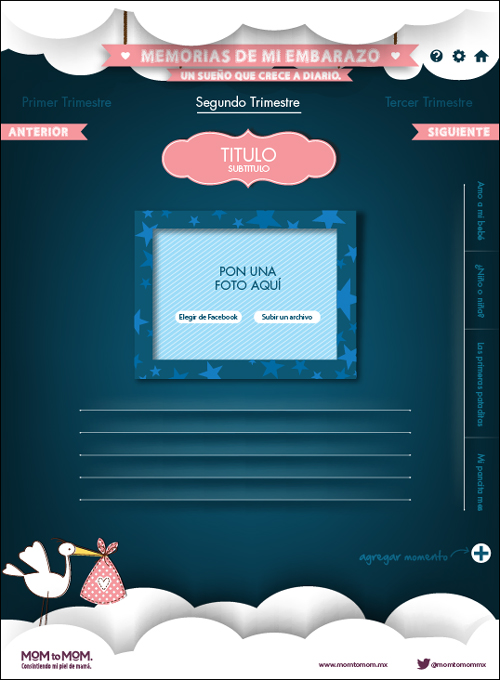 MEMORIAS DE MI EMBARAZO
UN SUEÑO QUE CRECE A DIARIO.
Primer Trimestre
Segundo Trimestre
Tercer Trimestre
ANTERIOR
SIGUIENTE
TITULO
SUBTITULO
PON UNA
FOTO AQUÍ
Elegir de Facebook
Subir un archivo
Amo a mi bebé
¿Niño o niña?
Las primeras pataditas
Mi pancita mes
agregar momento
MOM to MOM.
Consintiendo mi piel de mamá.
www.momtomom.mx
@momtomommx